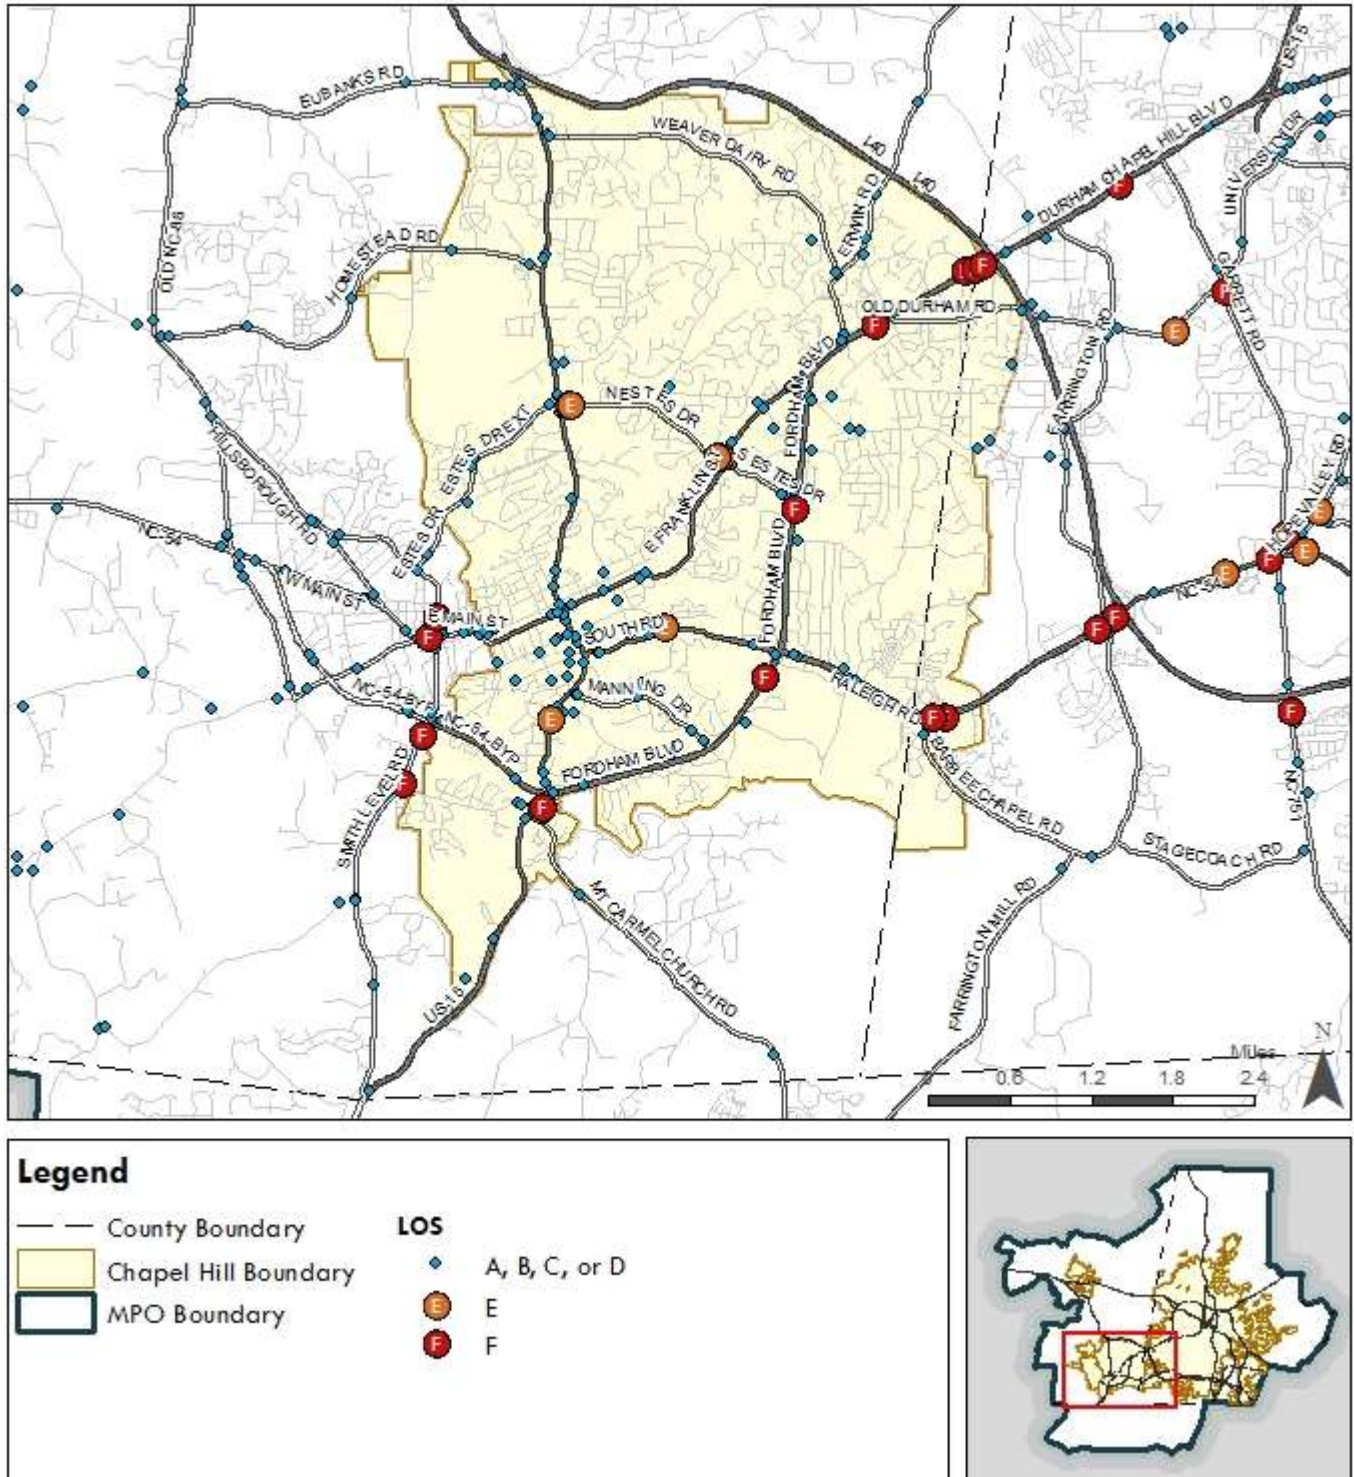 EUBANKS RD
WEAVER DAIRY RD
I-40
I-40
US-15
DURHAM CHAPEL HILL BLVD
UNIVERSITY DR
ERWIN RD
OLD NC-86
HOMESTEAD RD
GARRETT RD
OLD DURHAM RD
F
F
F
F
E
FORDHAM BLVD
FARRINGTON RD
E
N ESTES DR
ESTES DR EXT
HILLSBOROUGH RD
S ESTES DR
F
E FRANKLIN ST
E
E
E
F
NC-54
NC-54
ESTES DR
W MAIN ST
E MAIN ST
F
SOUTH RD
FORDHAM BLVD
F
F
MANNING DR
F
RALEIGH RD
F
F
NC-54-BYP
NC-54-BYP
E
F
F
FORDHAM BLVD
F
BARBEE CHAPEL RD
NC-751
SMITH LEVEL RD
STAGECOACH RD
MT CARMEL CHURCH RD
FARRINGTON MILL RD
US-15
N
Miles
0.6 1.2 1.8 2.4
Legend
County Boundary
Chapel Hill Boundary
MPO Boundary
LOS
A, B, C, or D
E E
F F